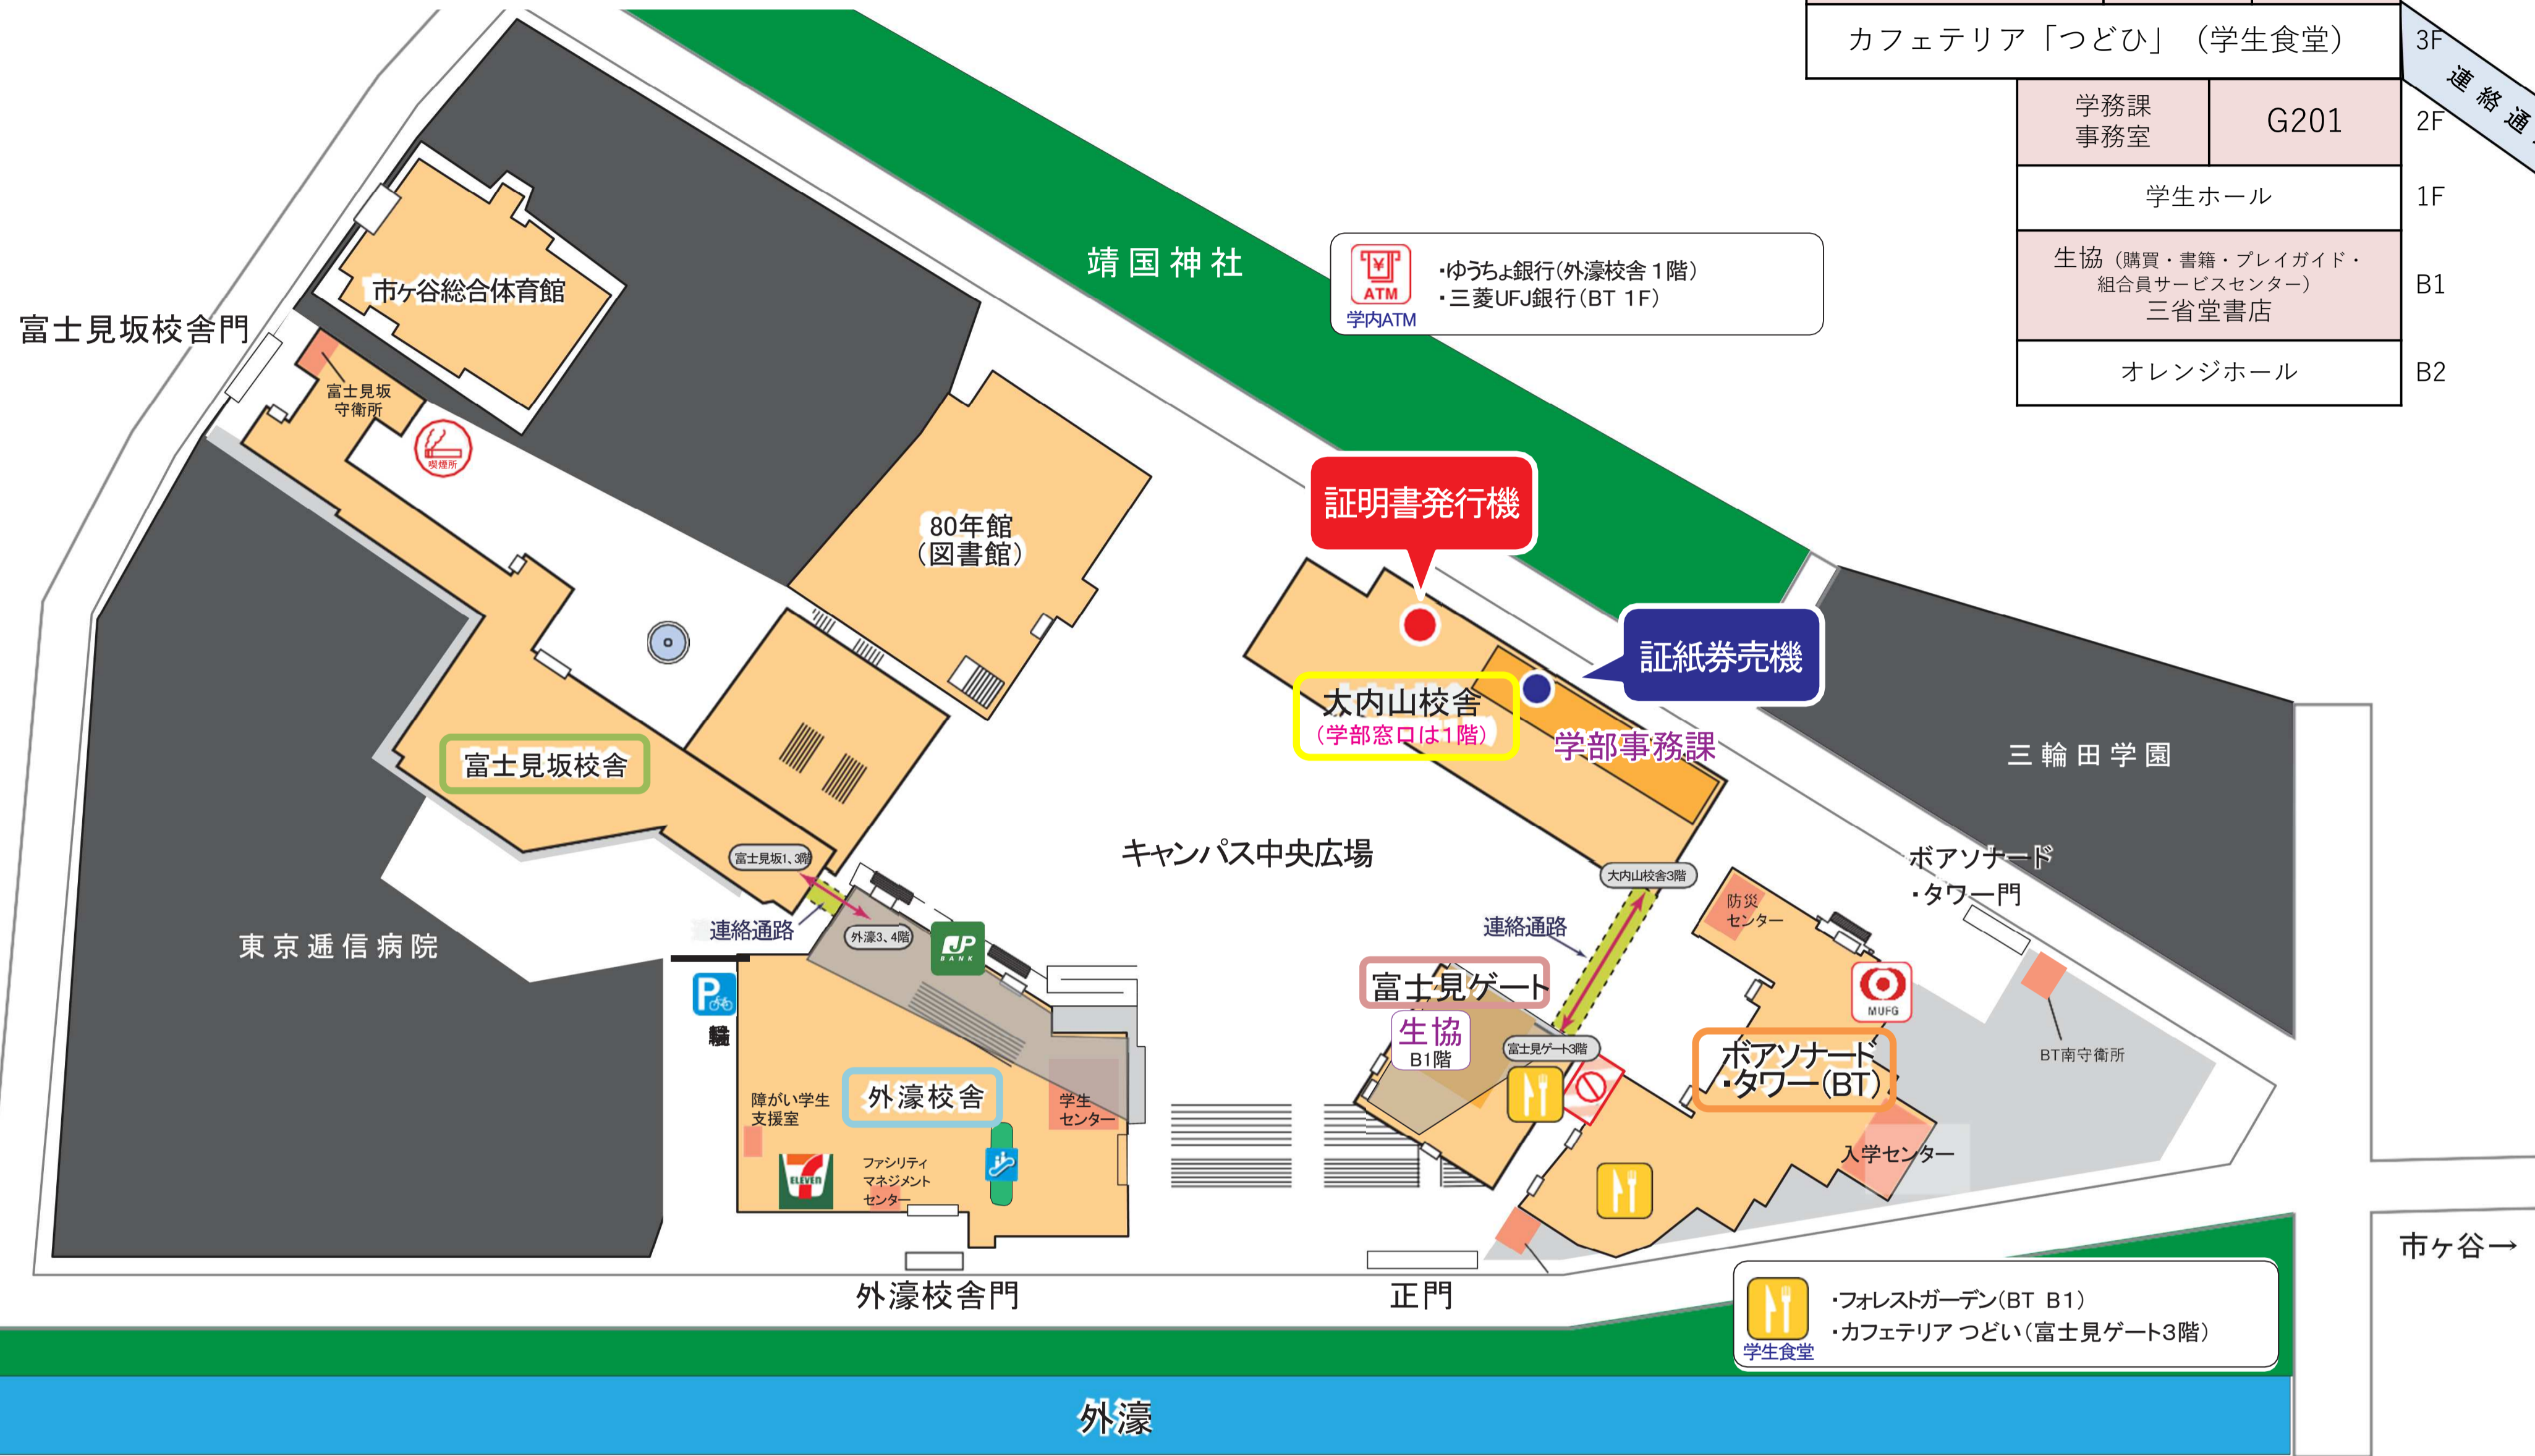 カフェテリア「つどひ」（学生食堂）
3F
連絡通
学務課
事務室
G201
2F
学生ホール
1F
生協（購買・書籍・プレイガイド・
組合員サービスセンター）
三省堂書店
B1
オレンジホール
B2
靖国神社
ATM
学内ATM
・ゆうちょ銀行(外濠校舎１階)
・三菱UFJ銀行(BT 1F)
市ヶ谷総合体育館
富士見坂校舎門
富士見坂
守衛所
喫煙所
80年館
(図書館)
証明書発行機
証紙券売機
大内山校舎
(学部窓口は１階)
学部事務課
三輪田学園
富士見坂校舎
キャンパス中央広場
富士見坂1、3階
連絡通路
外濠3、4階
JP
BANK
大内山校舎3階
連絡通路
防災
センター
ボアソナード
・タワー門
東京逓信病院
P
富士見ゲート
生協
B1階
富士見ゲート3階
MUFG
ボアソナード
・タワー(BT)
BT南守衛所
障がい学生
支援室
外濠校舎
学生
センター
ELEVEN
ファシリティ
マネジメント
センター
入学センター
外濠校舎門
正門
市ヶ谷→
学生食堂
・フォレストガーデン(BT B1)
・カフェテリア つどい(富士見ゲート3階)
外濠